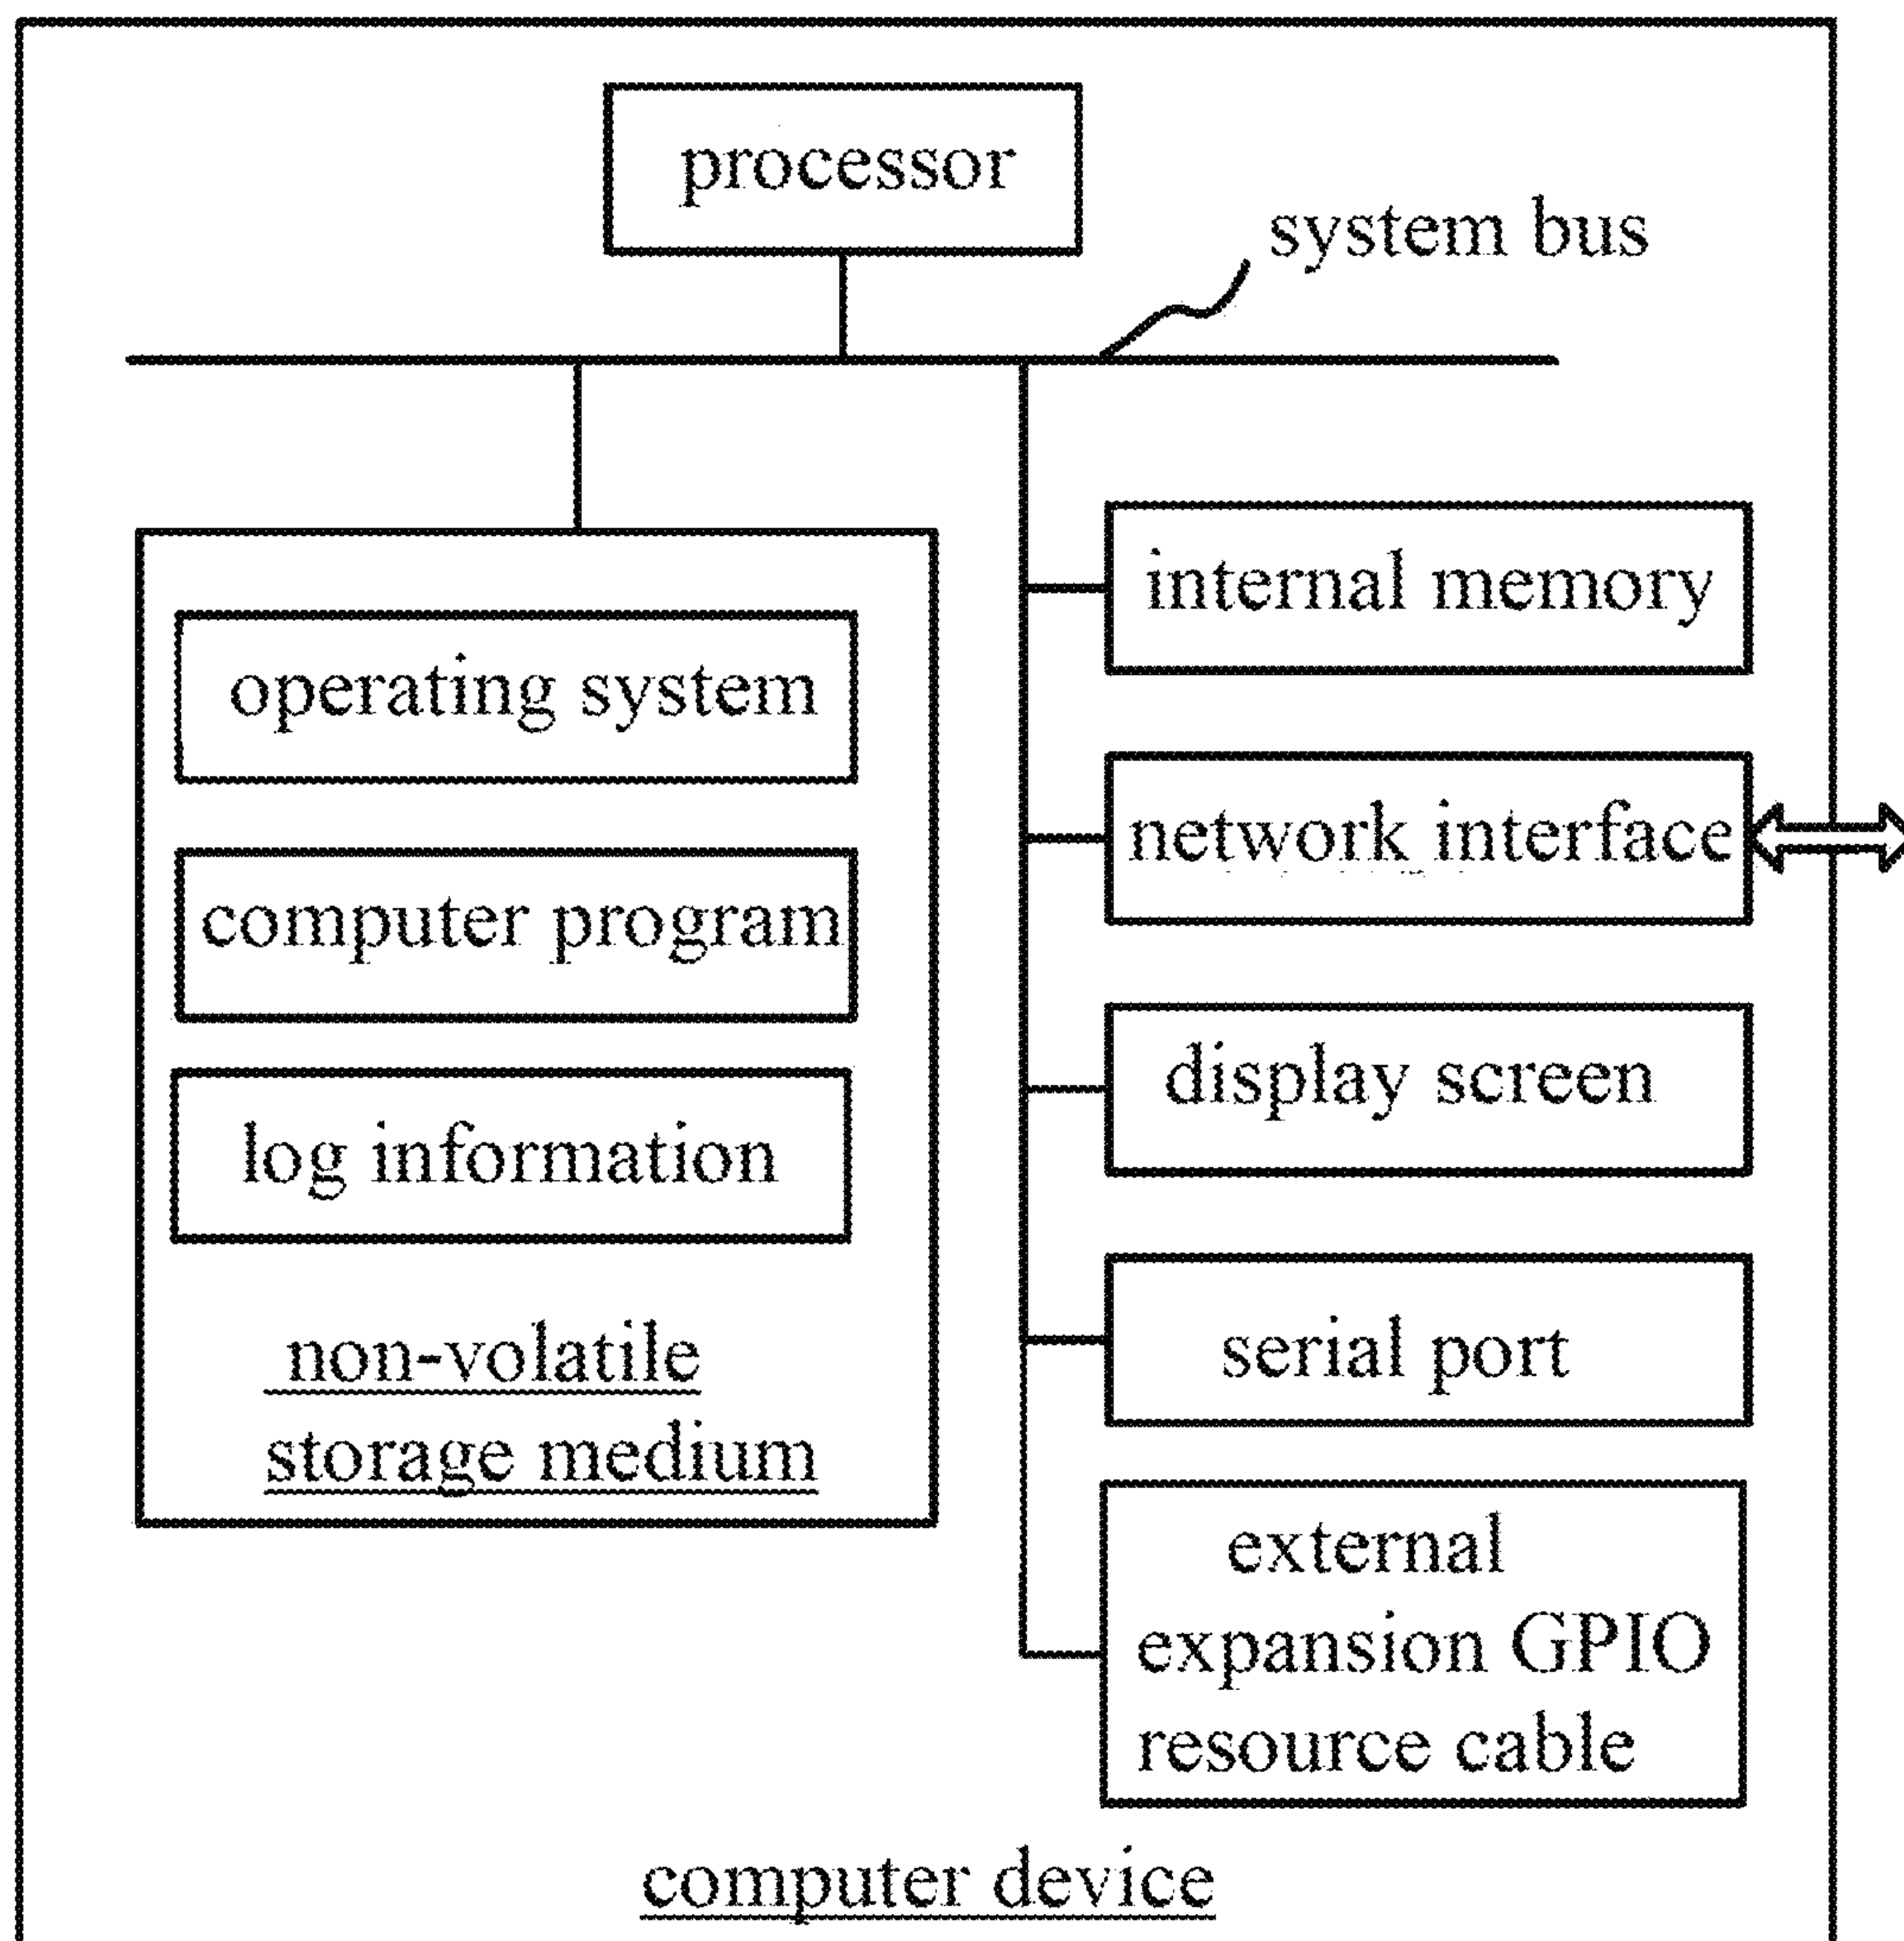 processor
system bus
operating system
computer program
log information
non-volatile
storage medium
internal memory
network interface
display screen
serial port
external
expansion GPIO
resource cable
computer device